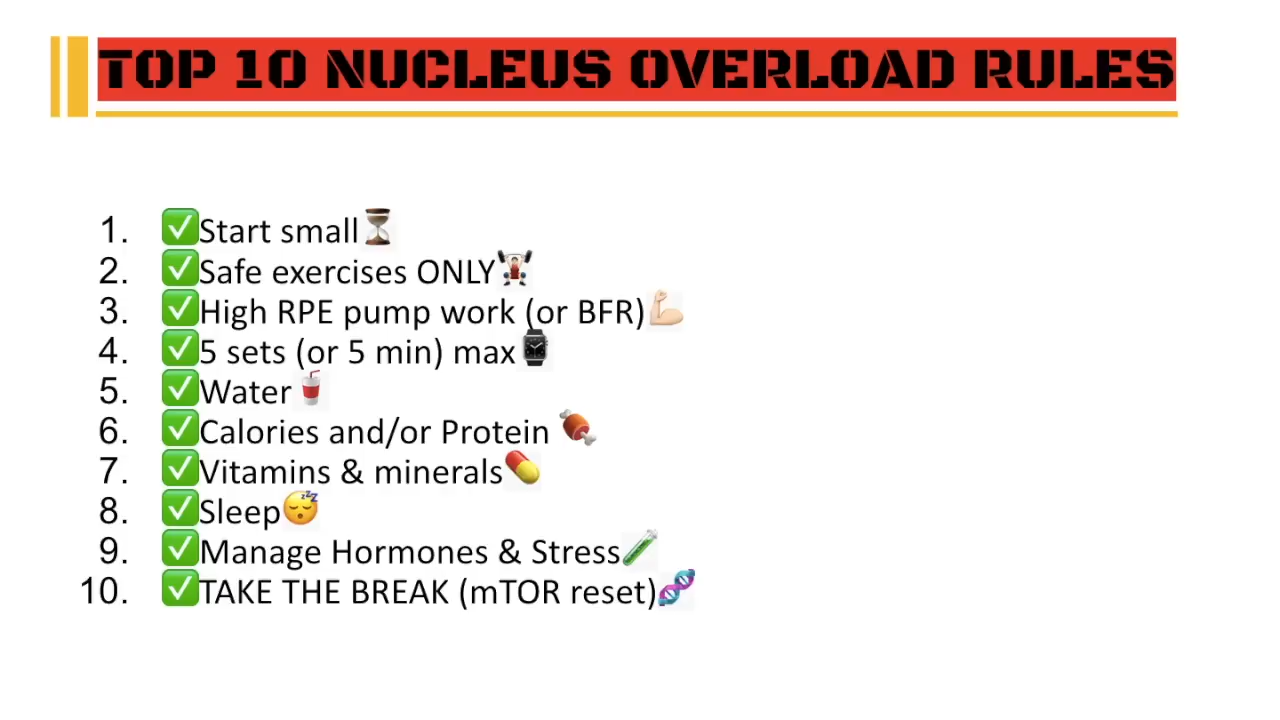 TOP 10 NUCLEUS OVERLOAD RULES
1. ✅Start small⏳
2. ✅Safe exercises ONLY🏋🏻
3. ✅High RPE pump work (or BFR)💪🏻
4. ✅5 sets (or 5 min) max⌚
5. ✅Water🥤
6. ✅Calories and/or Protein 🍖
7. ✅Vitamins & minerals💊
8. ✅Sleep😴
9. ✅Manage Hormones & Stress🧪
10. ✅TAKE THE BREAK (mTOR reset)🧬